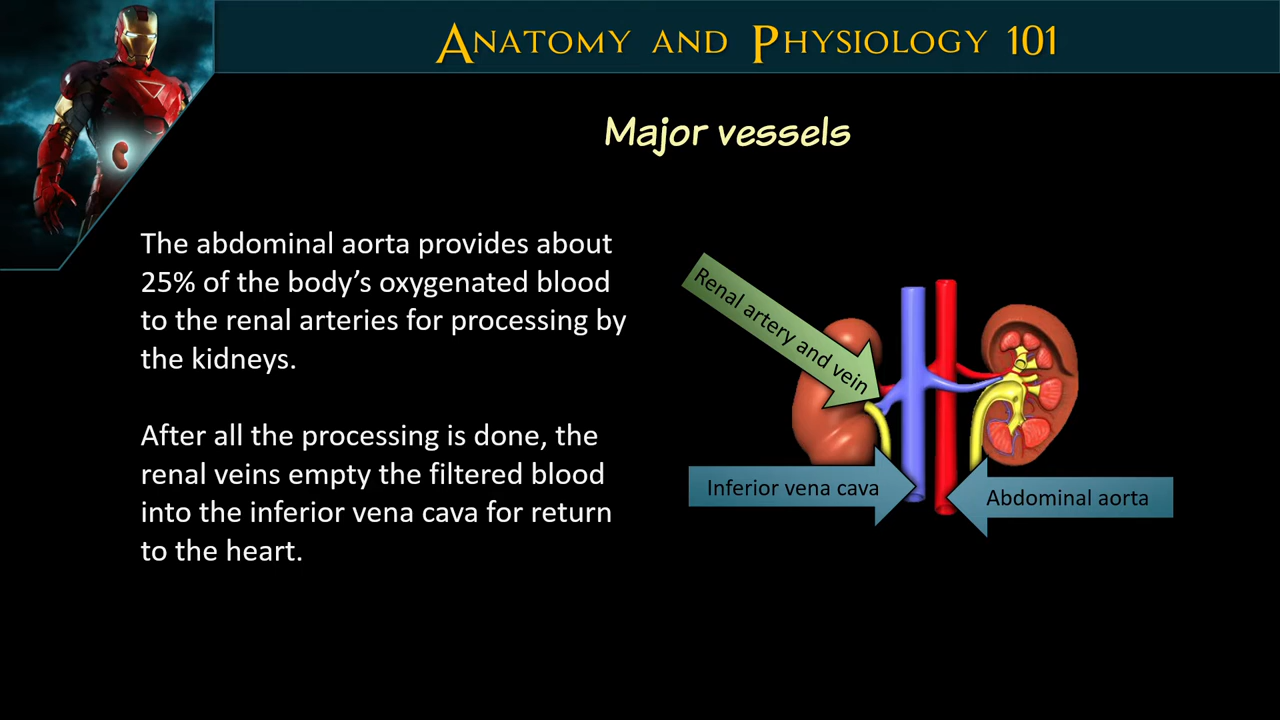 Anatomy and Physiology 101
Major vessels
The abdominal aorta provides about
25% of the body’s oxygenated blood
to the renal arteries for processing by
the kidneys.
After all the processing is done, the
renal veins empty the filtered blood
into the inferior vena cava for return
to the heart.
Renal artery and vein
Inferior vena cava
Abdominal aorta